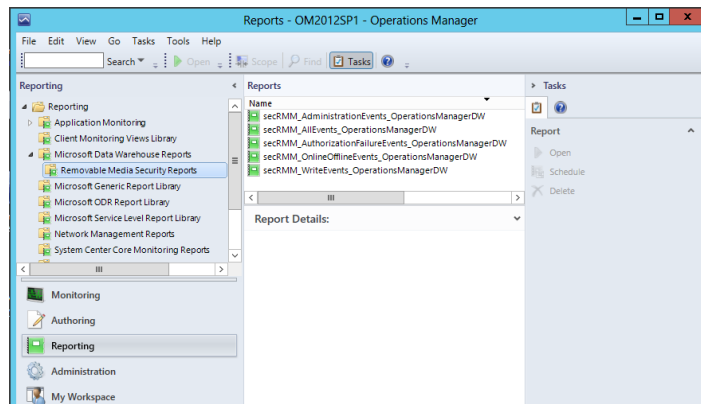 Reports - OM2012SP1 - Operations Manager
File Edit View Go Tasks Tools Help
Search Open Scope Find Tasks
Reporting
Reporting
Application Monitoring
Client Monitoring Views Library
Microsoft Data Warehouse Reports
Removable Media Security Reports
Microsoft Generic Report Library
Microsoft ODR Report Library
Microsoft Service Level Report Library
Network Management Reports
System Center Core Monitoring Reports
Monitoring
Authoring
Reporting
Administration
My Workspace
Reports
Name
secRMM_AdministrationEvents_OperationsManagerDW
secRMM_AllEvents_OperationsManagerDW
secRMM_AuthorizationFailureEvents_OperationsManagerDW
secRMM_OnlineOfflineEvents_OperationsManagerDW
secRMM_WriteEvents_OperationsManagerDW
Report Details:
Tasks
Report
Open
Schedule
Delete